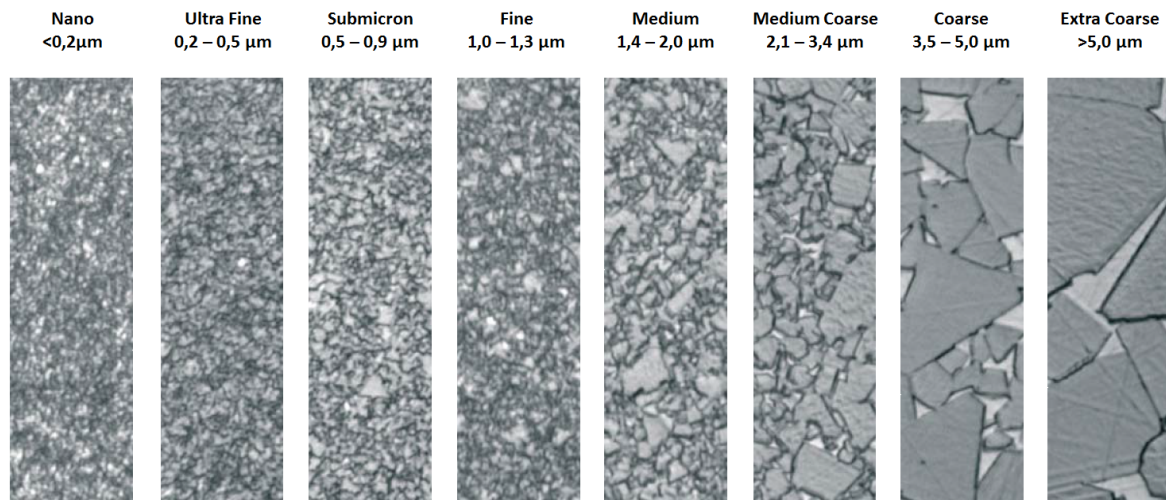 Nano
<0,2µm
Ultra Fine
0,2 – 0,5 µm
Submicron
0,5 – 0,9 µm
Fine
1,0 – 1,3 µm
Medium
1,4 – 2,0 µm
Medium Coarse
2,1 – 3,4 µm
Coarse
3,5 – 5,0 µm
Extra Coarse
>5,0 µm